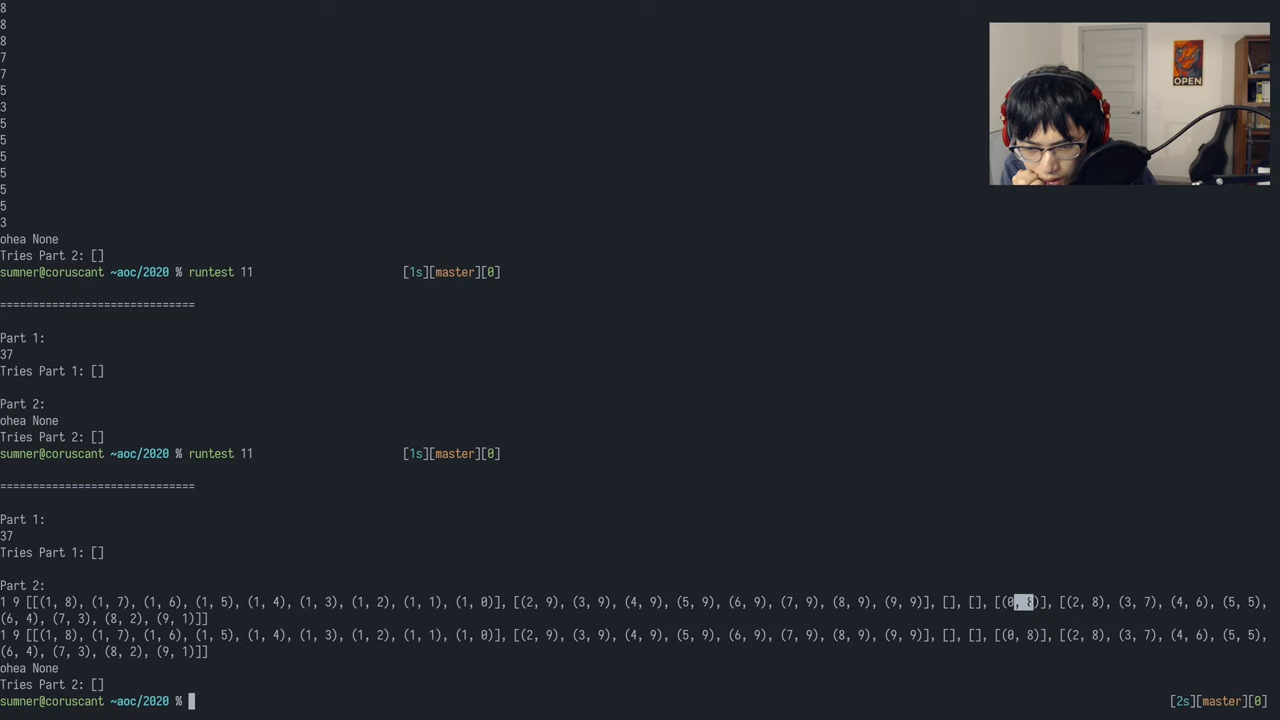 8
8
8
7
7
5
3
5
5
5
5
5
5
3
ohea None
Tries Part 2: []
sumner@coruscant ~aoc/2020 % runtest 11 [1s][master][0]
==============================
Part 1:
37
Tries Part 1: []
Part 2:
ohea None
Tries Part 2: []
sumner@coruscant ~aoc/2020 % runtest 11 [1s][master][0]
==============================
Part 1:
37
Tries Part 1: []
Part 2:
1 9 [[(1, 8), (1, 7), (1, 6), (1, 5), (1, 4), (1, 3), (1, 2), (1, 1), (1, 0)], [(2, 9), (3, 9), (4, 9), (5, 9), (6, 9), (7, 9), (8, 9), (9, 9)], [], [], [(0, 8)], [(2, 8), (3, 7), (4, 6), (5, 5),
(6, 4), (7, 3), (8, 2), (9, 1)]]
1 9 [[(1, 8), (1, 7), (1, 6), (1, 5), (1, 4), (1, 3), (1, 2), (1, 1), (1, 0)], [(2, 9), (3, 9), (4, 9), (5, 9), (6, 9), (7, 9), (8, 9), (9, 9)], [], [], [(0, 8)], [(2, 8), (3, 7), (4, 6), (5, 5),
(6, 4), (7, 3), (8, 2), (9, 1)]]
ohea None
Tries Part 2: []
sumner@coruscant ~aoc/2020 % [2s][master][0]
OPEN